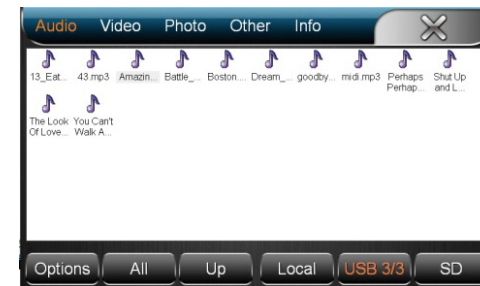 Audio Video Photo Other Info
13_Eat... 43.mp3 Amazin... Battle_... Boston.... Dream_... goodby... midi.mp3 Perhaps Shut Up
Perhap... and L...
The Look You Can't
Of Love... Walk A...
Options All Up Local USB 3/3 SD